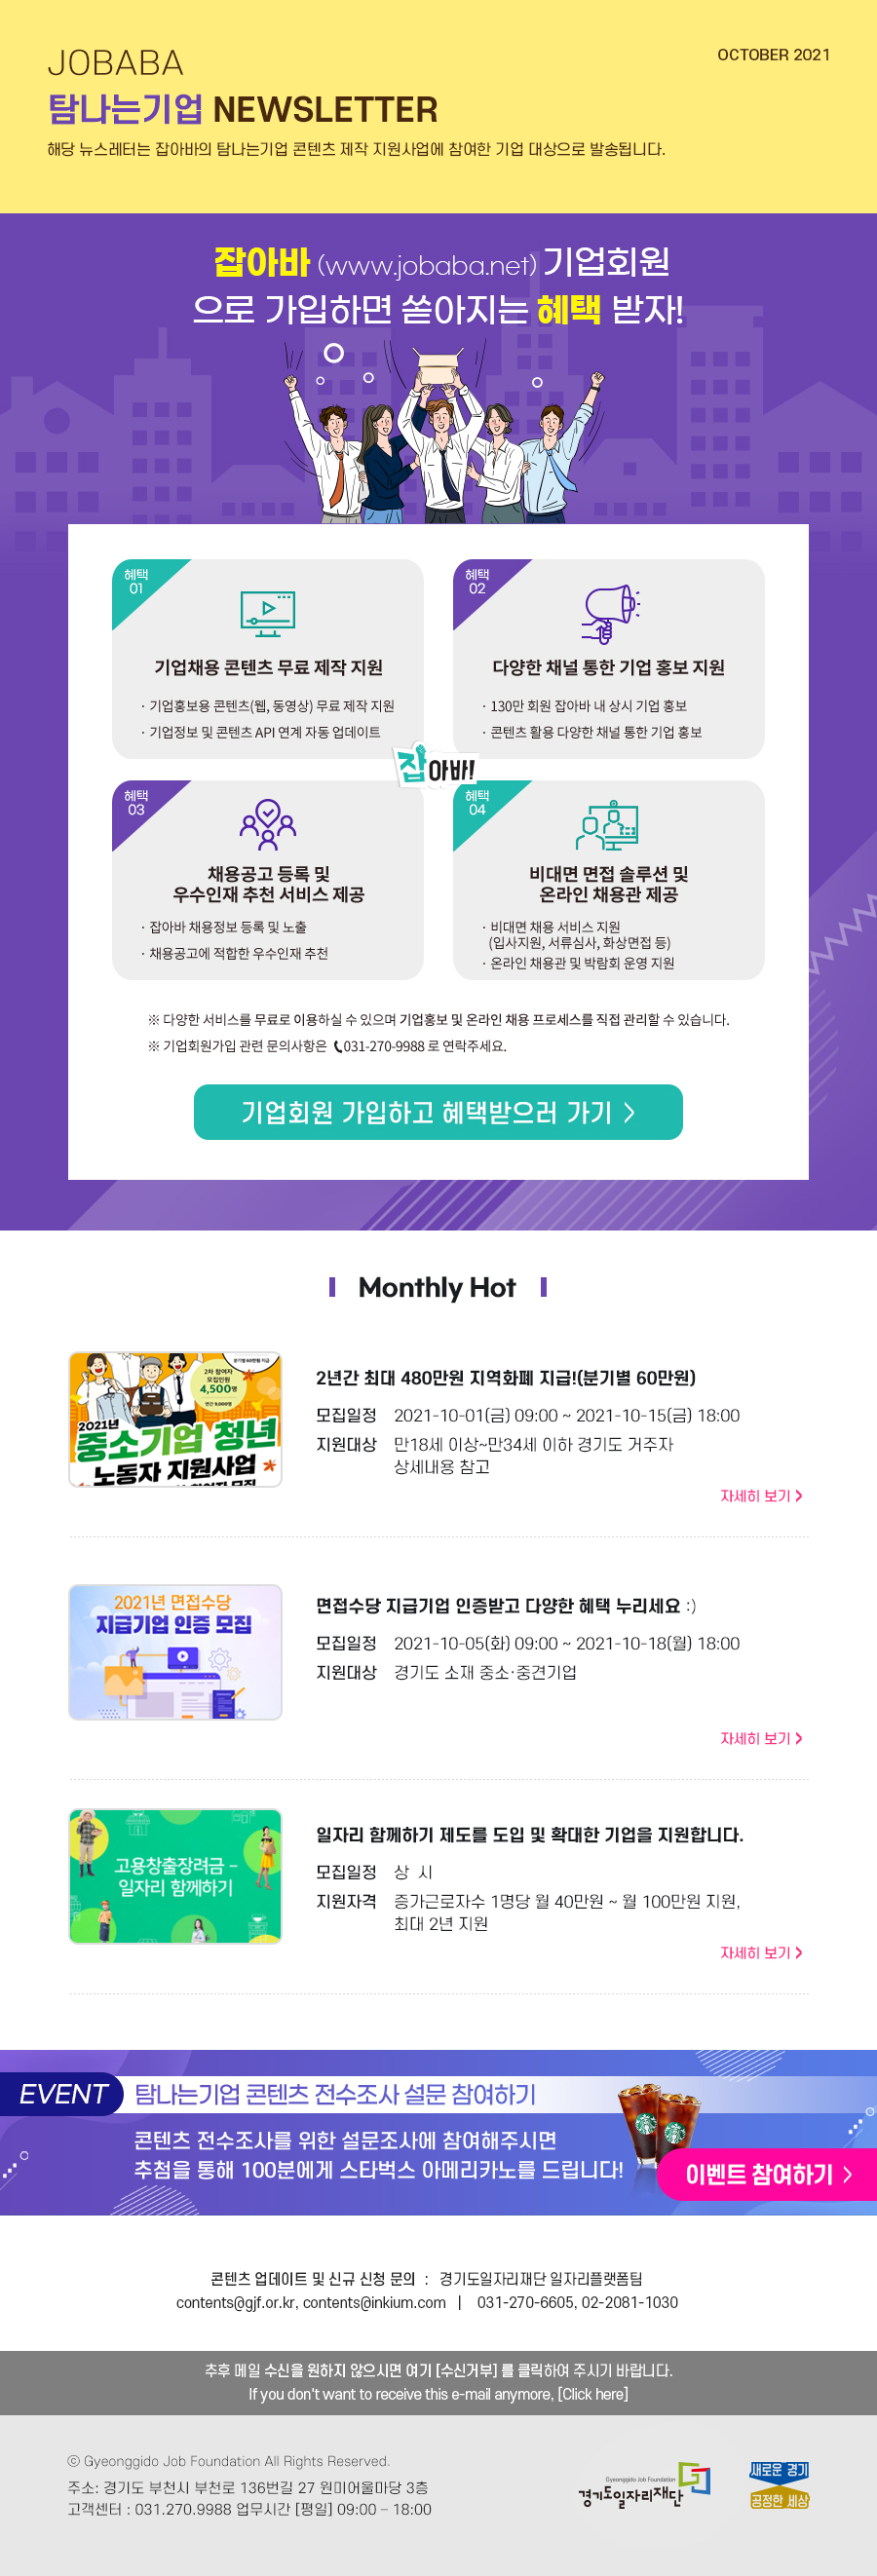 JOBABA
OCTOBER 2021
탐나는기업 NEWSLETTER
해당 뉴스레터는 잡아바의 탐나는기업 콘텐츠 제작 지원사업에 참여한 기업 대상으로 발송됩니다.
잡아바 (www.jobaba.net) 기업회원
으로 가입하면 쏟아지는 혜택 받자!
혜택
01
기업채용 콘텐츠 무료 제작 지원
· 기업홍보용 콘텐츠(웹, 동영상) 무료 제작 지원
· 기업정보 및 콘텐츠 API 연계 자동 업데이트
혜택
02
다양한 채널 통한 기업 홍보 지원
· 130만 회원 잡아바 내 상시 기업 홍보
· 콘텐츠 활용 다양한 채널 통한 기업 홍보
잡아바!
혜택
03
채용공고 등록 및
우수인재 추천 서비스 제공
· 잡아바 채용정보 등록 및 노출
· 채용공고에 적합한 우수인재 추천
혜택
04
비대면 면접 솔루션 및
온라인 채용관 제공
· 비대면 채용 서비스 지원
(입사지원, 서류심사, 화상면접 등)
· 온라인 채용관 및 박람회 운영 지원
※ 다양한 서비스를 무료로 이용하실 수 있으며 기업홍보 및 온라인 채용 프로세스를 직접 관리할 수 있습니다.
※ 기업회원가입 관련 문의사항은 031-270-9988 로 연락주세요.
기업회원 가입하고 혜택받으러 가기 >
Monthly Hot
2차 참여자
모집인원
4,500명
연간 9,000명
2021년
중소기업 청년
노동자 지원사업
2년간 최대 480만원 지역화폐 지급!(분기별 60만원)
모집일정 2021-10-01(금) 09:00 ~ 2021-10-15(금) 18:00
지원대상 만18세 이상~만34세 이하 경기도 거주자
상세내용 참고
자세히 보기 >
2021년 면접수당
지급기업 인증 모집
면접수당 지급기업 인증받고 다양한 혜택 누리세요 :)
모집일정 2021-10-05(화) 09:00 ~ 2021-10-18(월) 18:00
지원대상 경기도 소재 중소·중견기업
자세히 보기 >
고용창출장려금 –
일자리 함께하기
일자리 함께하기 제도를 도입 및 확대한 기업을 지원합니다.
모집일정 상 시
지원자격 증가근로자수 1명당 월 40만원 ~ 월 100만원 지원,
최대 2년 지원
자세히 보기 >
EVENT 탐나는기업 콘텐츠 전수조사 설문 참여하기
콘텐츠 전수조사를 위한 설문조사에 참여해주시면
추첨을 통해 100분에게 스타벅스 아메리카노를 드립니다!
이벤트 참여하기 >
콘텐츠 업데이트 및 신규 신청 문의 : 경기도일자리재단 일자리플랫폼팀
contents@gjf.or.kr, contents@inkium.com | 031-270-6605, 02-2081-1030
추후 메일 수신을 원하지 않으시면 여기 [수신거부] 를 클릭하여 주시기 바랍니다.
If you don't want to receive this e-mail anymore, [Click here]
ⓒ Gyeonggido Job Foundation All Rights Reserved.
주소: 경기도 부천시 부천로 136번길 27 원미어울마당 3층
고객센터 : 031.270.9988 업무시간 [평일] 09:00 – 18:00
Gyeonggido Job Foundation
경기도일자리재단
새로운 경기
공정한 세상